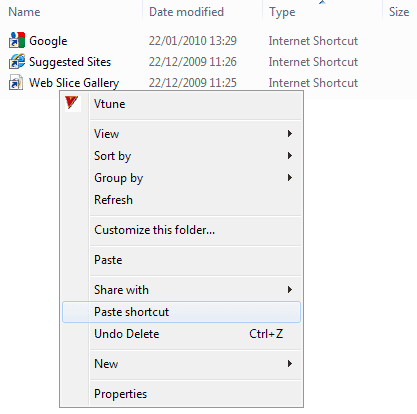 Name Date modified Type Size
Google 22/01/2010 13:29 Internet Shortcut
Suggested Sites 22/12/2009 11:26 Internet Shortcut
Web Slice Gallery 22/12/2009 11:25 Internet Shortcut
Vtune
View
Sort by
Group by
Refresh
Customize this folder...
Paste
Share with
Paste shortcut
Undo Delete Ctrl+Z
New
Properties